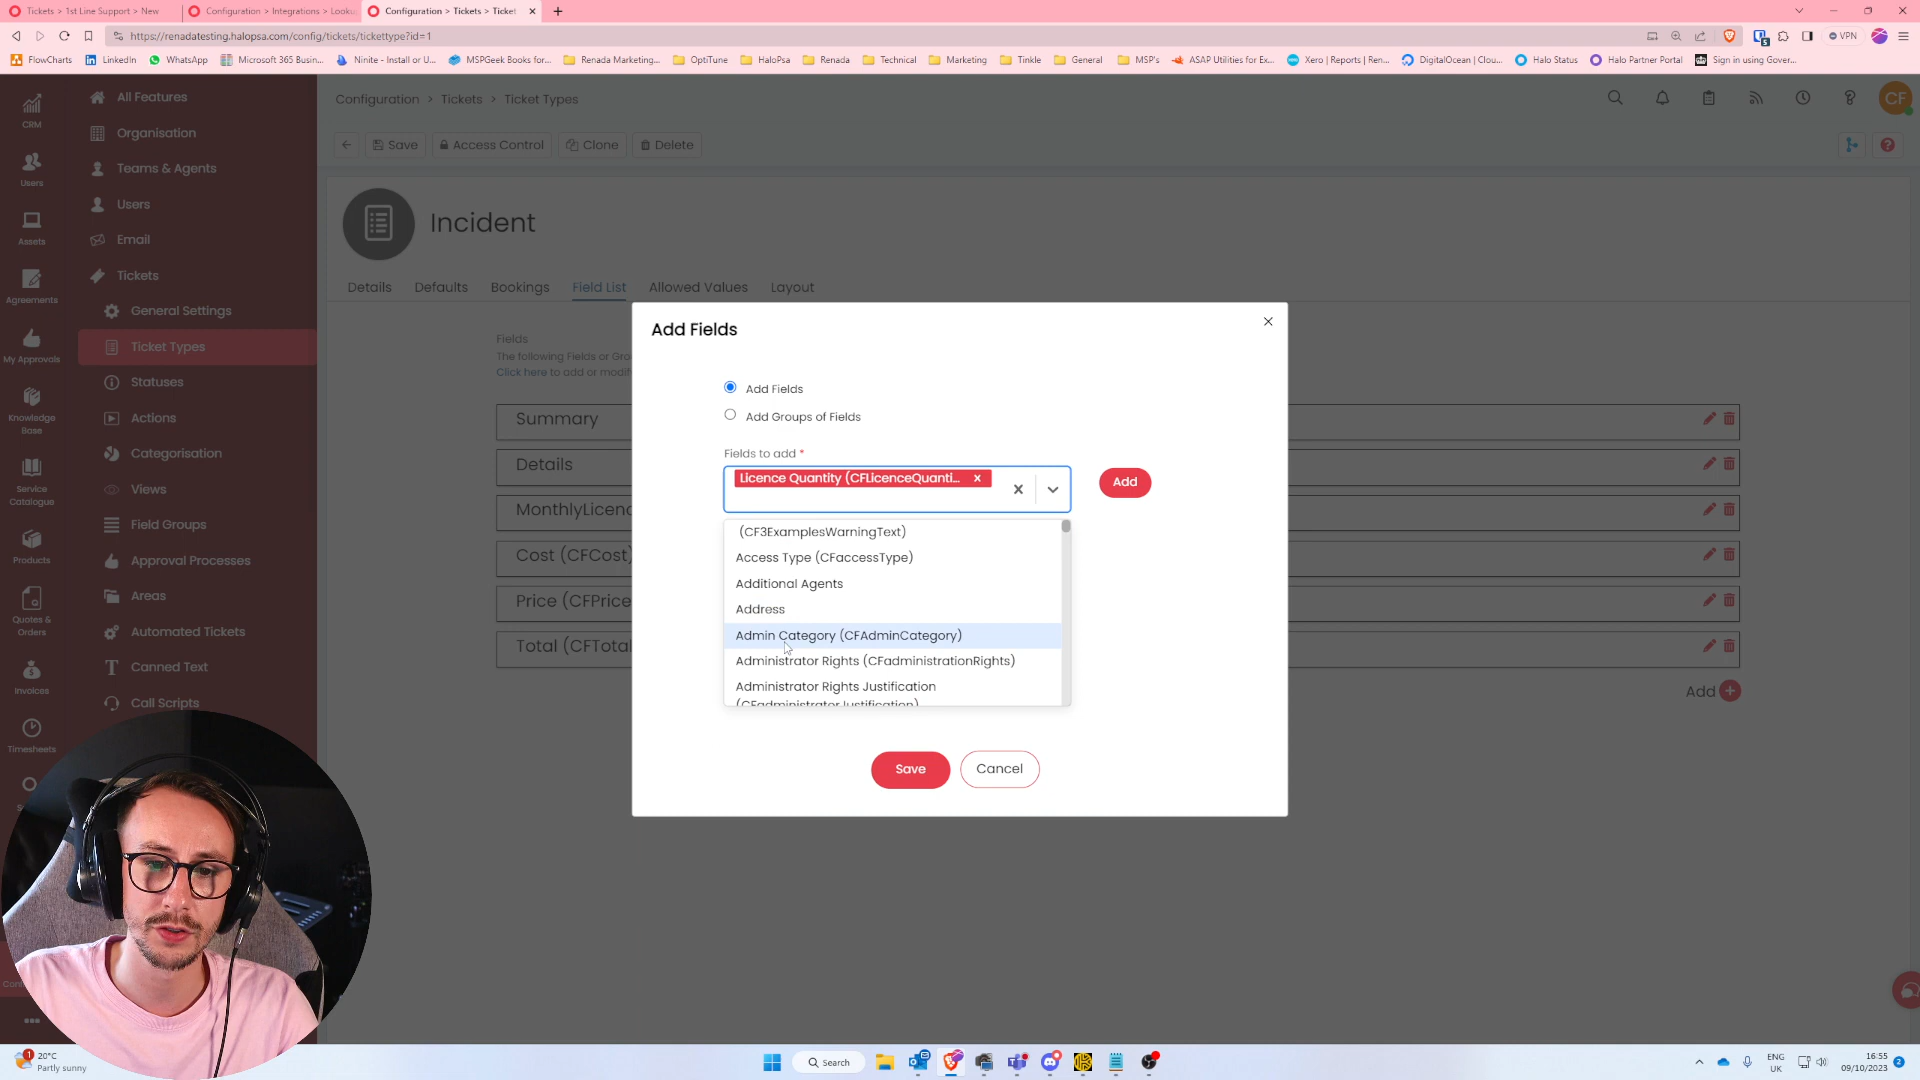 Tickets > 1st Line Support > New
Configuration > Integrations > Looku
Configuration > Tickets > Ticket
https://renadatesting.halopsa.com/config/tickets/tickettype?id=1
VPN
FlowCharts
LinkedIn
WhatsApp
Microsoft 365 Busin...
Ninite - Install or U...
MSPGeek Books for...
Renada Marketing...
OptiTune
HaloPsa
Renada
Technical
Marketing
Tinkle
General
MSP's
ASAP Utilities for Ex...
Xero | Reports | Ren...
DigitalOcean | Clou...
Halo Status
Halo Partner Portal
Sign in using Gover...
CRM
Users
Assets
Agreements
My Approvals
Knowledge
Base
Service
Catalogue
Products
Quotes &
Orders
Invoices
Timesheets
All Features
Organisation
Teams & Agents
Users
Email
Tickets
General Settings
Ticket Types
Statuses
Actions
Categorisation
Views
Field Groups
Approval Processes
Areas
Automated Tickets
Canned Text
Call Scripts
Configuration > Tickets > Ticket Types
CF
Save
Access Control
Clone
Delete
Incident
Details
Defaults
Bookings
Field List
Allowed Values
Layout
Fields
The following Fields or Gro
Click here to add or modif
Summary
Details
MonthlyLicenc
Cost (CFCost)
Price (CFPrice
Total (CFTotal
Add
Add Fields
Add Fields
Add Groups of Fields
Fields to add *
Licence Quantity (CFLicenceQuanti...
Add
(CF3ExamplesWarningText)
Access Type (CFaccessType)
Additional Agents
Address
Admin Category (CFAdminCategory)
Administrator Rights (CFadministrationRights)
Administrator Rights Justification
(CFadministratorJustification)
Save
Cancel
1
20°C
Partly sunny
Search
ENG
UK
16:55
09/10/2023
2